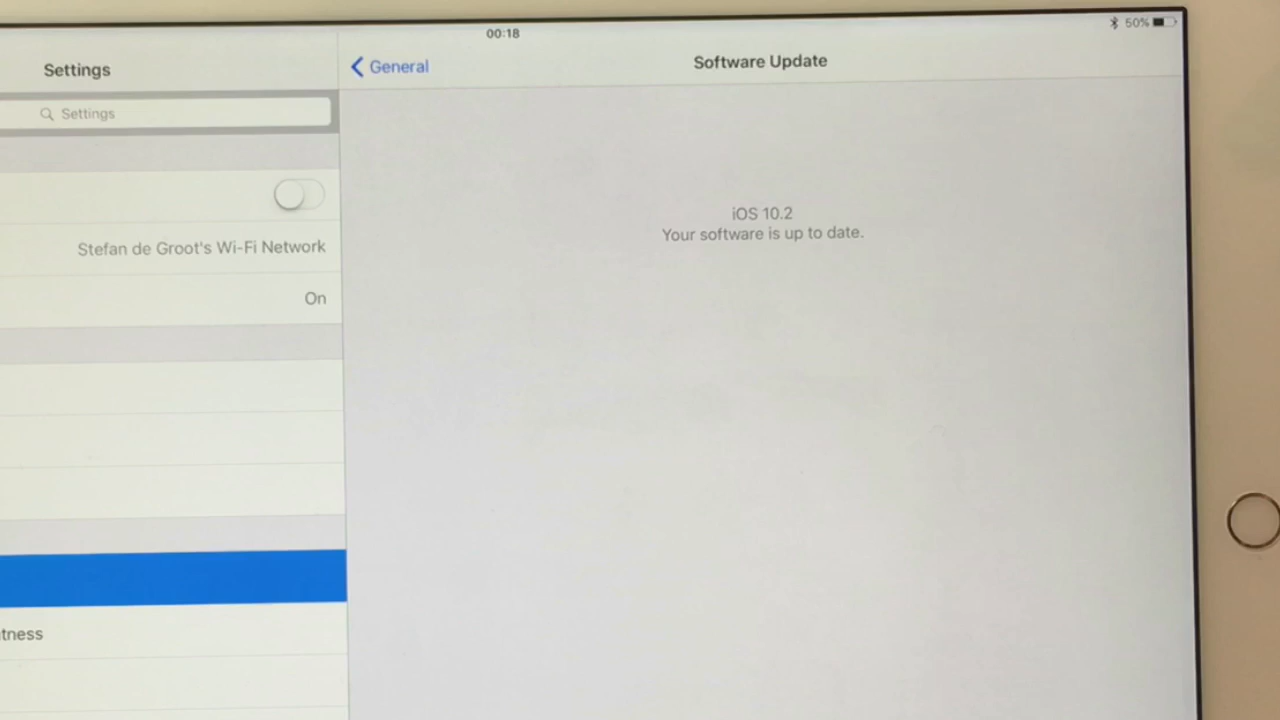 00:18
50%
Settings
General
Software Update
Settings
Stefan de Groot's Wi-Fi Network
On
iOS 10.2
Your software is up to date.
tness